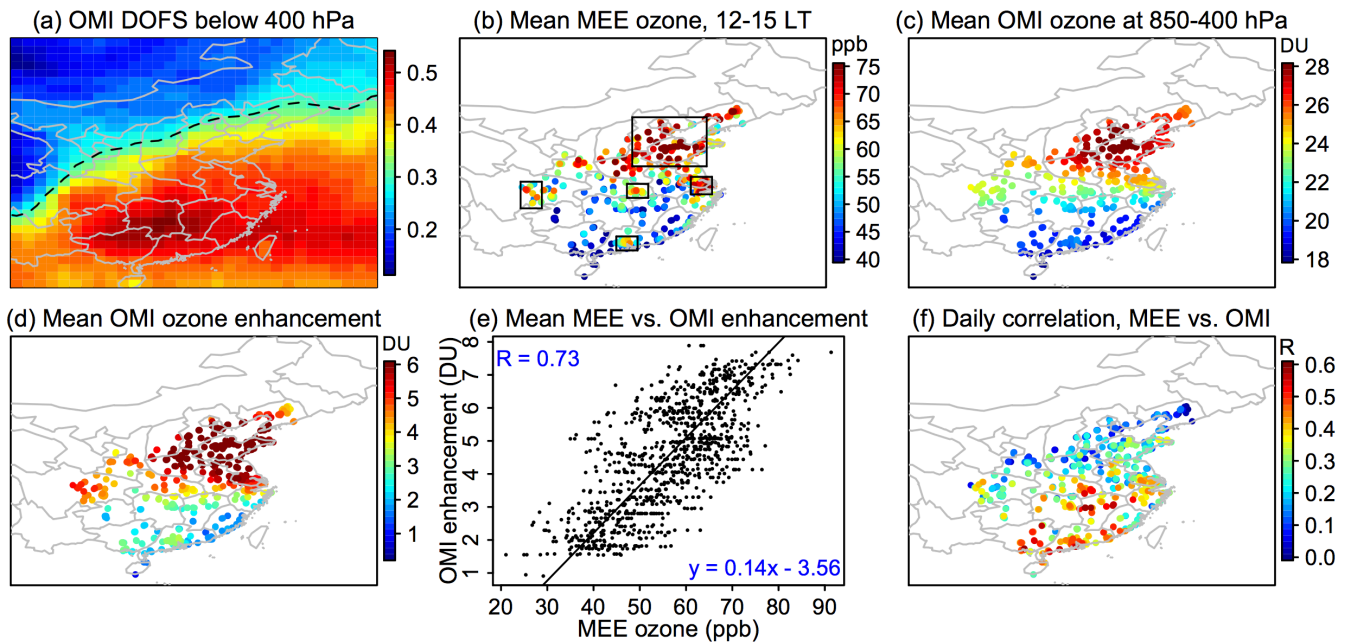 (a) OMI DOFS below 400 hPa
0.5
0.4
0.3
0.2
(b) Mean MEE ozone, 12-15 LT
ppb
75
70
65
60
55
50
45
40
(c) Mean OMI ozone at 850-400 hPa
DU
28
26
24
22
20
18
(d) Mean OMI ozone enhancement
DU
6
5
4
3
2
1
(e) Mean MEE vs. OMI enhancement
OMI enhancement (DU)
8
7
6
5
4
3
2
1
R = 0.73
y = 0.14x - 3.56
20 30 40 50 60 70 80 90
MEE ozone (ppb)
(f) Daily correlation, MEE vs. OMI
R
0.6
0.5
0.4
0.3
0.2
0.1
0.0